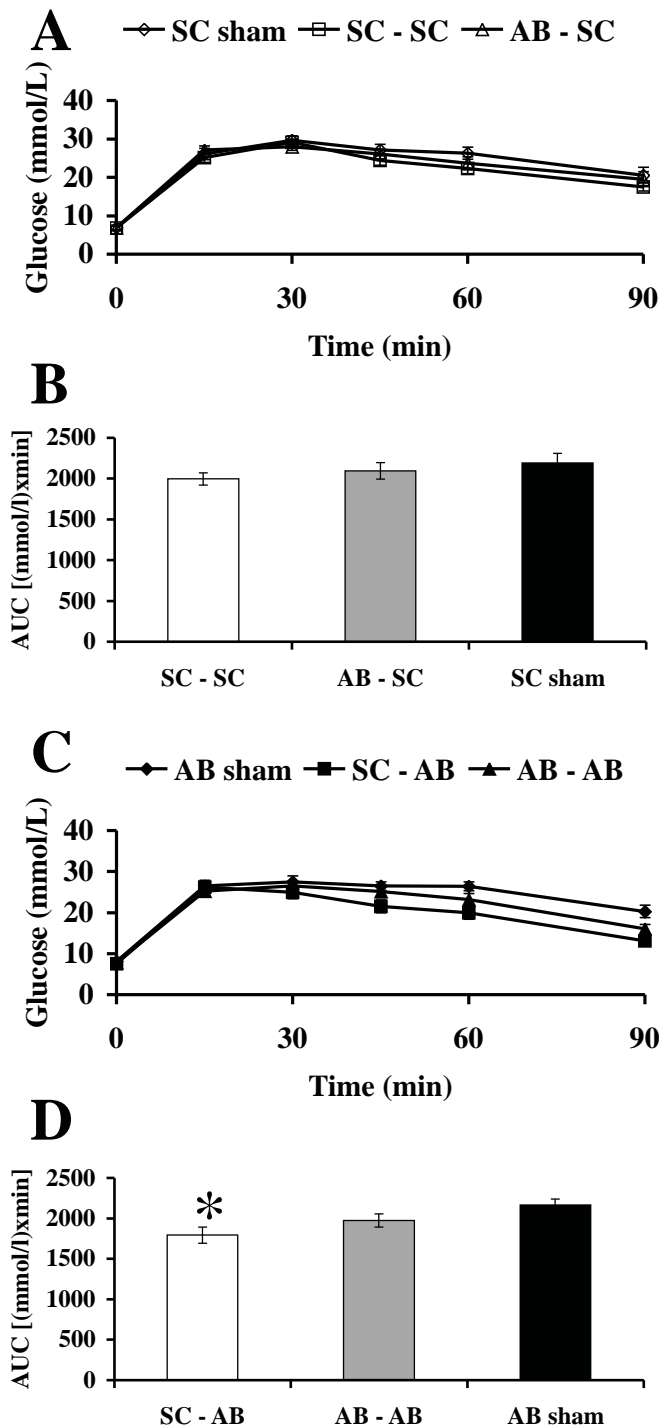 A
SC sham SC - SC AB - SC
Glucose (mmol/L)
40
30
20
10
0
0 30 60 90
Time (min)
B
AUC [(mmol/l)xmin]
2500
2000
1500
1000
500
0
SC - SC AB - SC SC sham
C
AB sham SC - AB AB - AB
Glucose (mmol/L)
40
30
20
10
0
0 30 60 90
Time (min)
D
AUC [(mmol/l)xmin]
2500
2000
1500
1000
500
0
*
SC - AB AB - AB AB sham